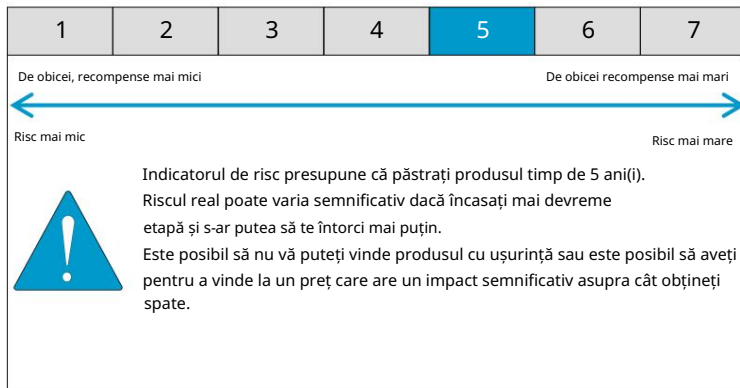 1 2 3 4 5 6 7
De obicei, recompense mai mici De obicei recompense mai mari
Risc mai mic Risc mai mare
Indicatorul de risc presupune că păstrați produsul timp de 5 ani(i).
Riscul real poate varia semnificativ dacă încasați mai devreme
etapă și s-ar putea să te întorci mai puțin.
Este posibil să nu vă puteți vinde produsul cu ușurință sau este posibil să aveți
pentru a vinde la un preț care are un impact semnificativ asupra cât obțineți
spate.